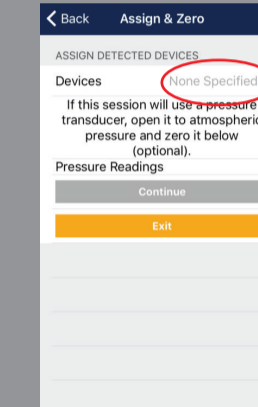 Back Assign & Zero
ASSIGN DETECTED DEVICES
Devices None Specified
If this session will use a pressure
transducer, open it to atmospheric
pressure and zero it below
(optional).
Pressure Readings
Continue
Exit